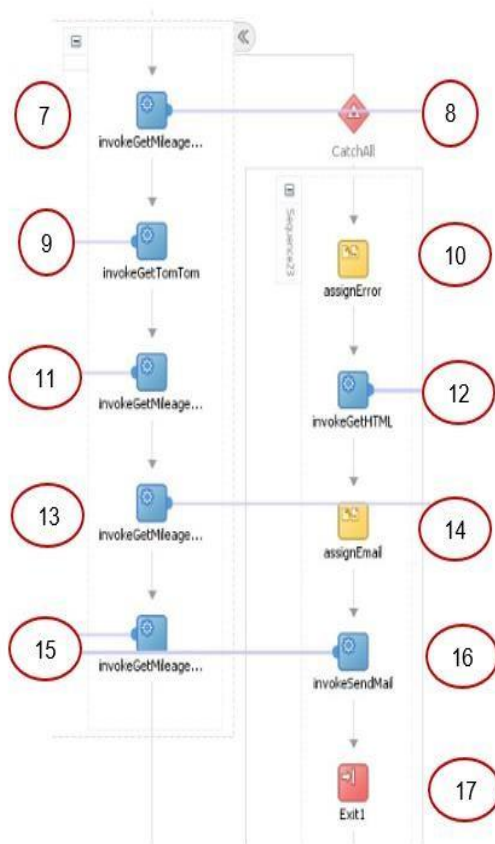 7
invokeGetMileage...
8
CatchAll
9
invokeGetTomTom
Sequence23
10
assignError
11
invokeGetMileage...
12
invokeGetHTML
13
invokeGetMileage...
14
assignEmail
15
invokeGetMileage...
16
invokeSendMail
17
Exit1